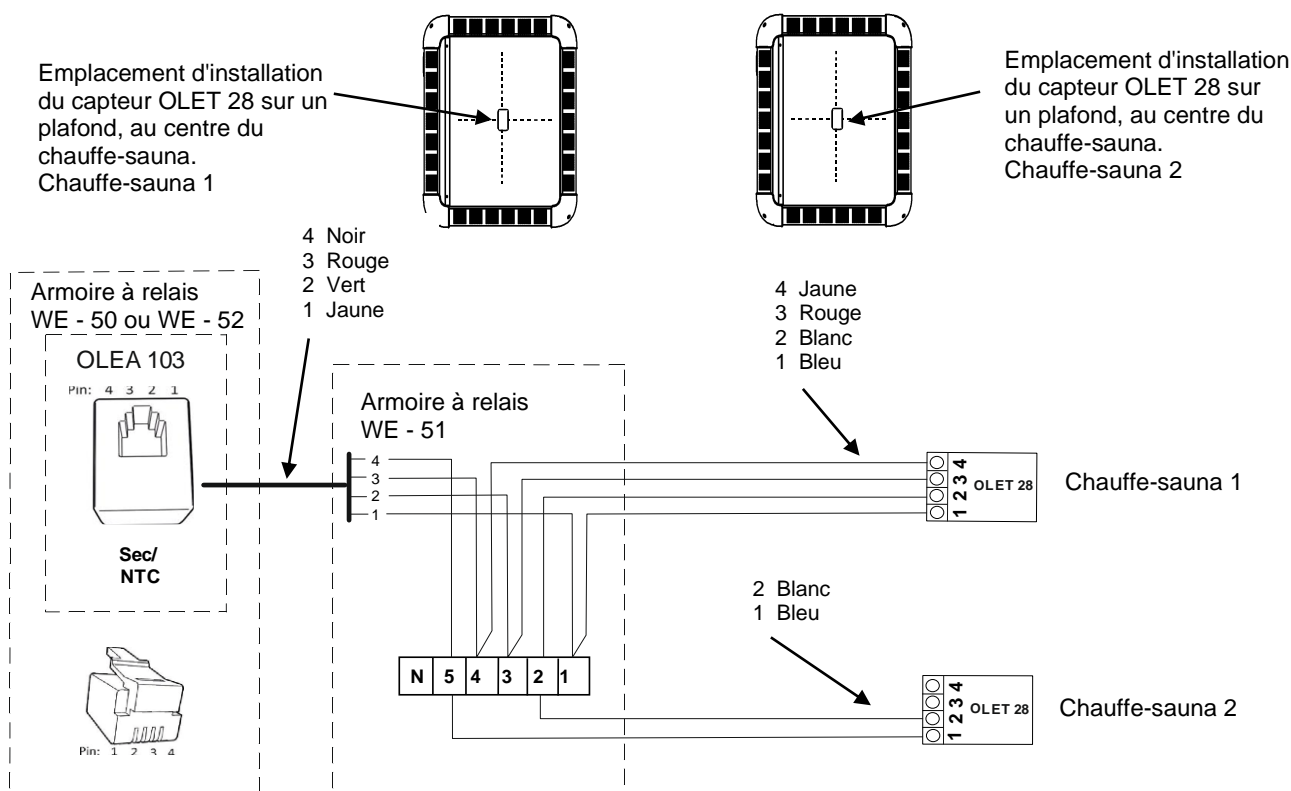 Emplacement d'installation
du capteur OLET 28 sur un
plafond, au centre du
chauffe-sauna.
Chauffe-sauna 1
Emplacement d'installation
du capteur OLET 28 sur
un plafond, au centre du
chauffe-sauna.
Chauffe-sauna 2
4 Noir
3 Rouge
2 Vert
1 Jaune
4 Jaune
3 Rouge
2 Blanc
1 Bleu
Armoire à relais
WE - 50 ou WE - 52
OLEA 103
Pin: 4 3 2 1
Sec/
NTC
Pin: 1 2 3 4
Armoire à relais
WE - 51
4
3
2
1
N 5 4 3 2 1
1 2 3 4
OLET 28
Chauffe-sauna 1
2 Blanc
1 Bleu
1 2 3 4
OLET 28
Chauffe-sauna 2